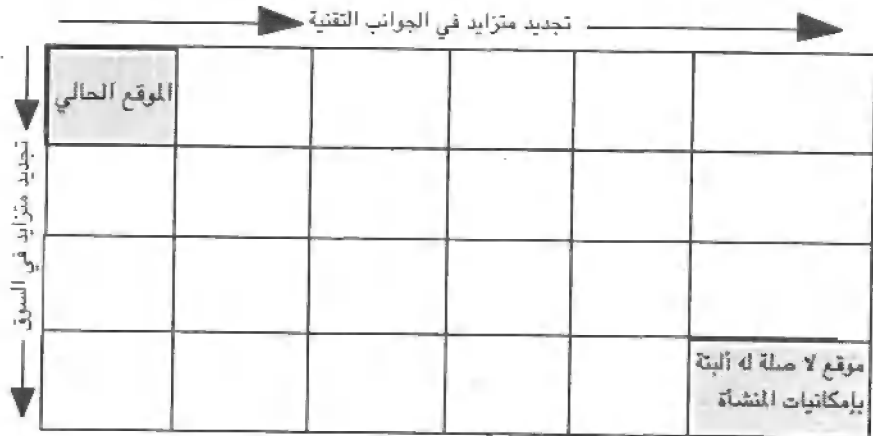 تجديد متزايد في الجوانب التقنية
الموقع الحالي
تجديد متزايد في السوق
موقع لا صلة له ألبتة
بإمكانيات المنشأة